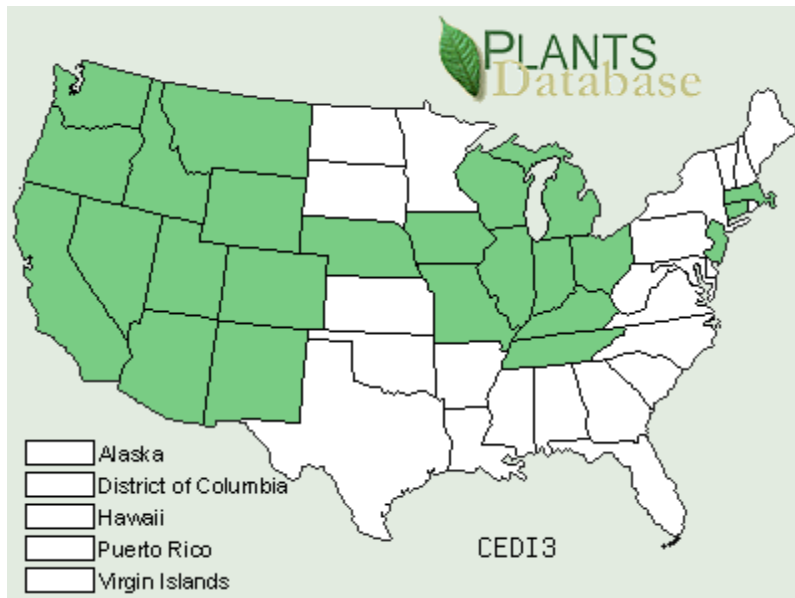 PLANTS
Database
Alaska
District of Columbia
Hawaii
Puerto Rico
Virgin Islands
CEDI3